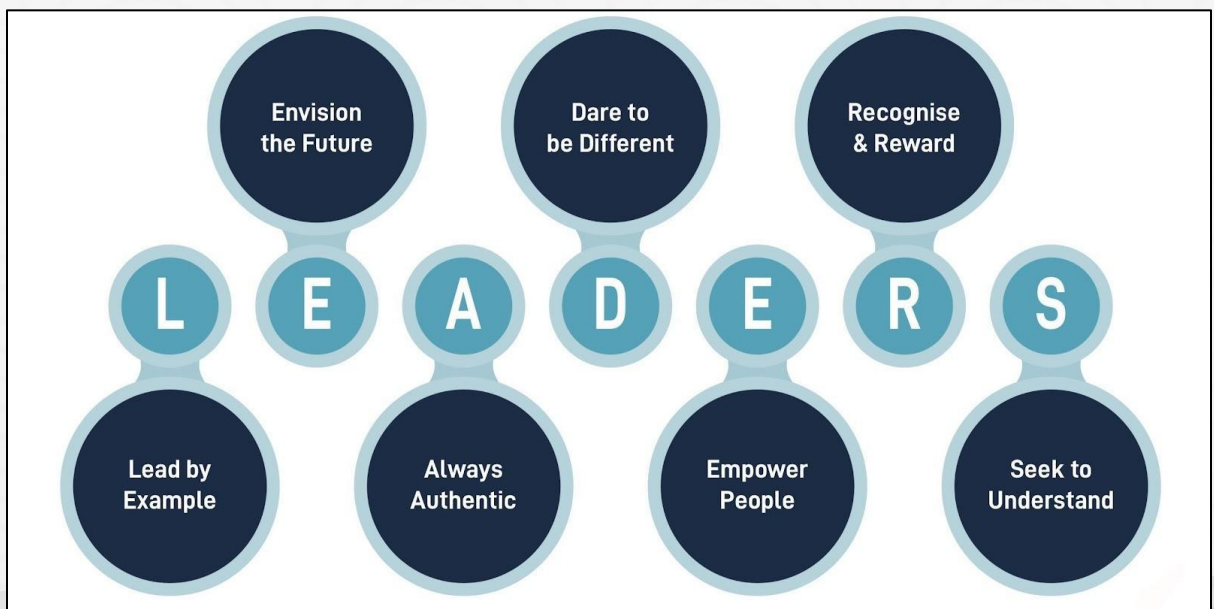 Envision
the Future
Dare to
be Different
Recognise
& Reward
L E A D E R S
Lead by
Example
Always
Authentic
Empower
People
Seek to
Understand